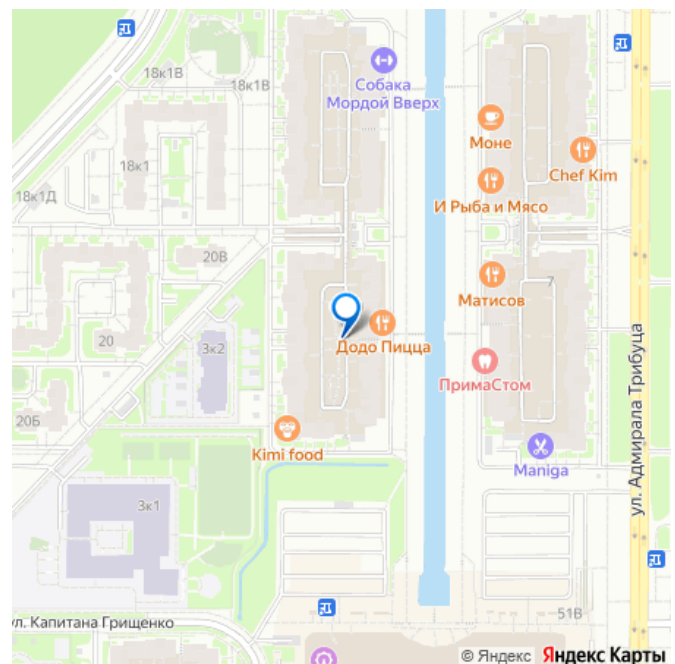 18к1В
18к1В
Собака
Мордой Вверх
Моне
Chef Kim
18к1
И Рыба и Мясо
18к1Д
20В
7
Матисов
20
3к2
Додо Пицца
ПримаСтом
ул. Адмирала Трибуца
20Б
Kimi food
Maniga
3к1
51В
ул. Капитана Грищенко
© Яндекс Яндекс Карты